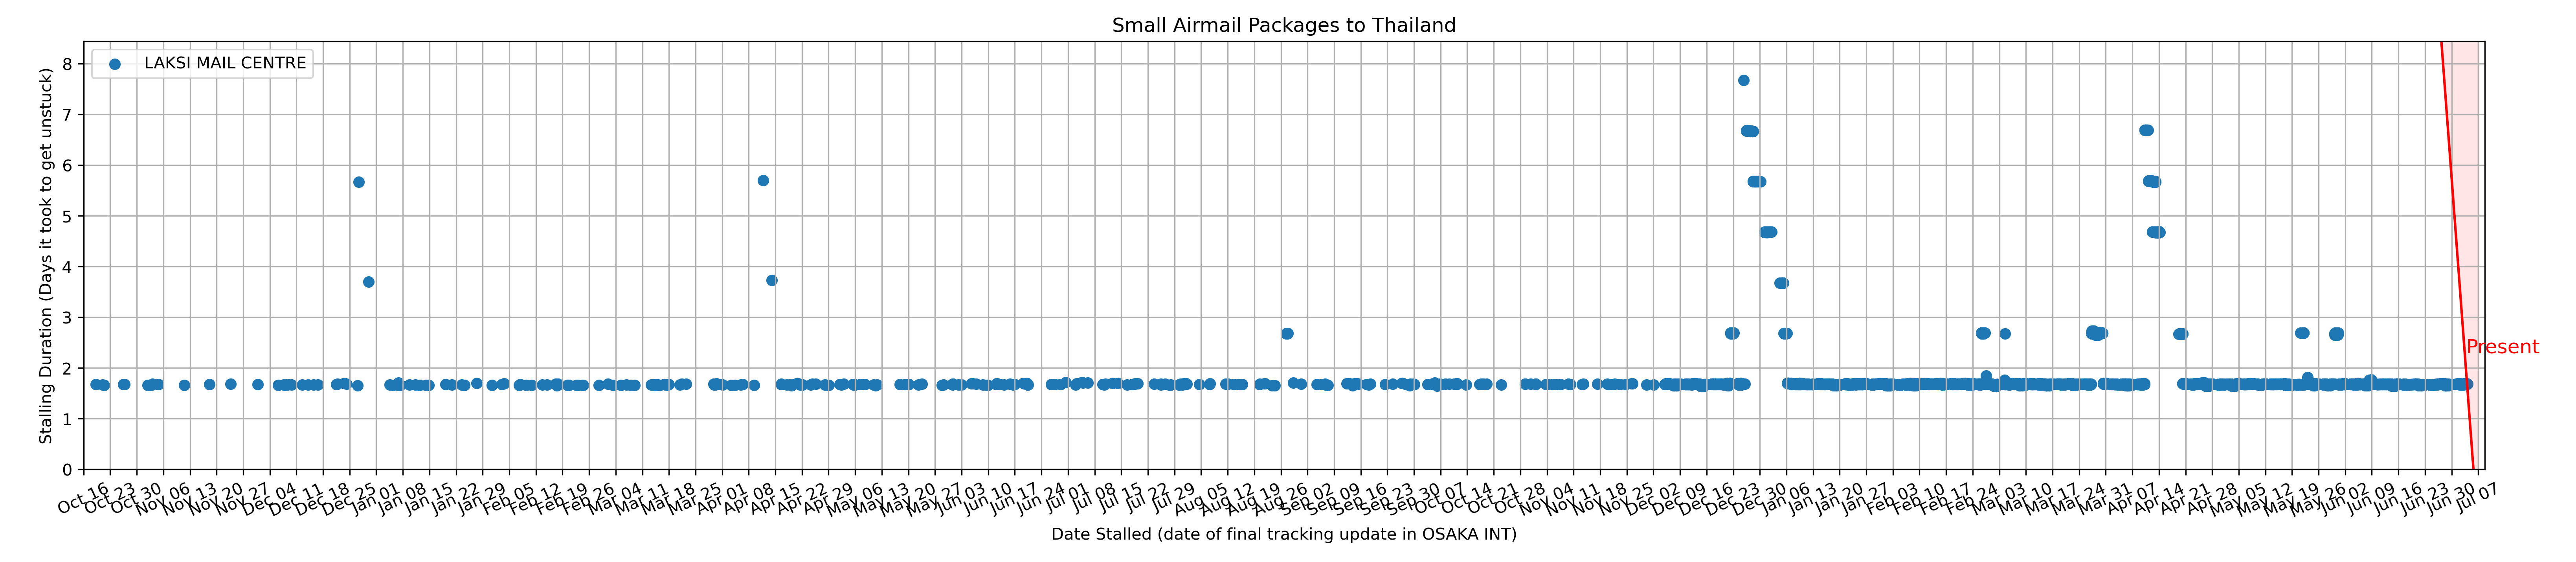 Small Airmail Packages to Thailand
LAKSI MAIL CENTRE
Stalling Duration (Days it took to get unstuck)
8
7
6
5
4
3
2
1
0
Present
Oct 16 Oct 23 Oct 30 Nov 06 Nov 13 Nov 20 Nov 27 Dec 04 Dec 11 Dec 18 Dec 25 Jan 01 Jan 08 Jan 15 Jan 22 Jan 29 Feb 05 Feb 12 Feb 19 Feb 26 Mar 04 Mar 11 Mar 18 Mar 25 Apr 01 Apr 08 Apr 15 Apr 22 Apr 29 May 06 May 13 May 20 May 27 Jun 03 Jun 10 Jun 17 Jun 24 Jul 01 Jul 08 Jul 15 Jul 22 Jul 29 Aug 05 Aug 12 Aug 19 Aug 26 Sep 02 Sep 09 Sep 16 Sep 23 Sep 30 Oct 07 Oct 14 Oct 21 Oct 28 Nov 04 Nov 11 Nov 18 Nov 25 Dec 02 Dec 09 Dec 16 Dec 23 Dec 30 Jan 06 Jan 13 Jan 20 Jan 27 Feb 03 Feb 10 Feb 17 Feb 24 Mar 03 Mar 10 Mar 17 Mar 24 Mar 31 Apr 07 Apr 14 Apr 21 Apr 28 May 05 May 12 May 19 May 26 Jun 02 Jun 09 Jun 16 Jun 23 Jun 30 Jul 07
Date Stalled (date of final tracking update in OSAKA INT)